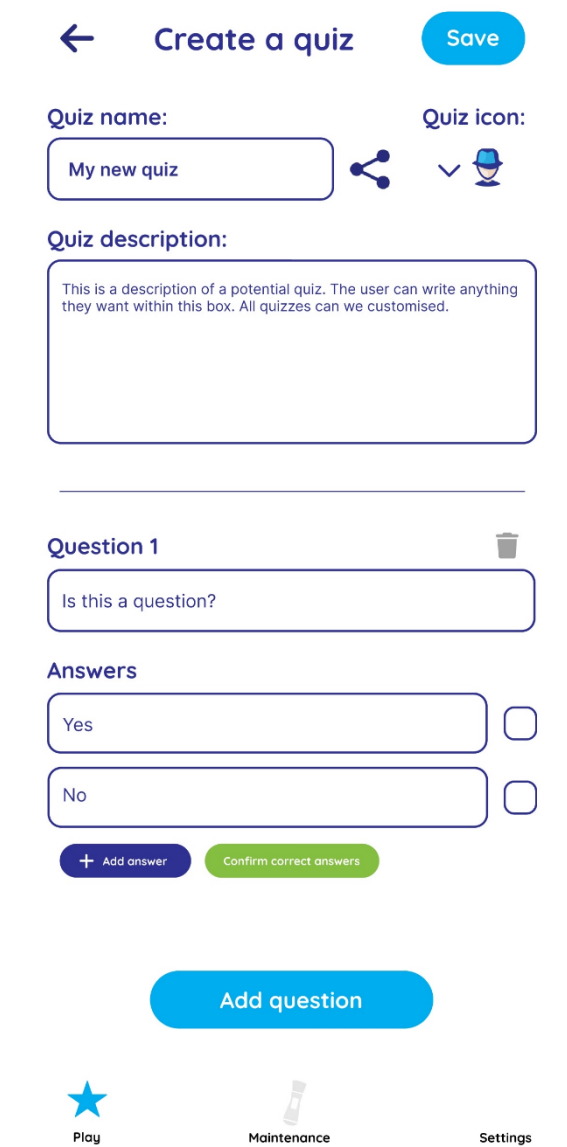 Create a quiz
Save
Quiz name:
Quiz icon:
My new quiz
Quiz description:
This is a description of a potential quiz. The user can write anything
they want within this box. All quizzes can we customised.
Question 1
Is this a question?
Answers
Yes
No
+ Add answer
Confirm correct answers
Add question
Play
Maintenance
Settings